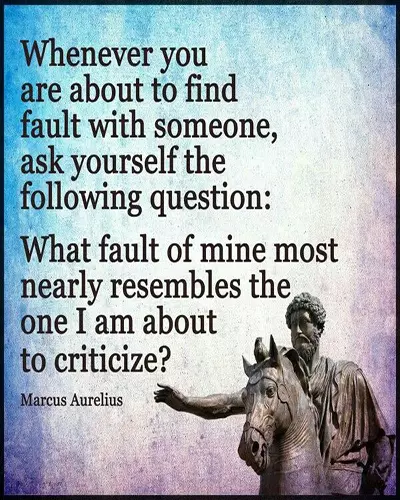 Whenever you
are about to find
fault with someone,
ask yourself the
following question:
What fault of mine most
nearly resembles the
one I am about
to criticize?
Marcus Aurelius